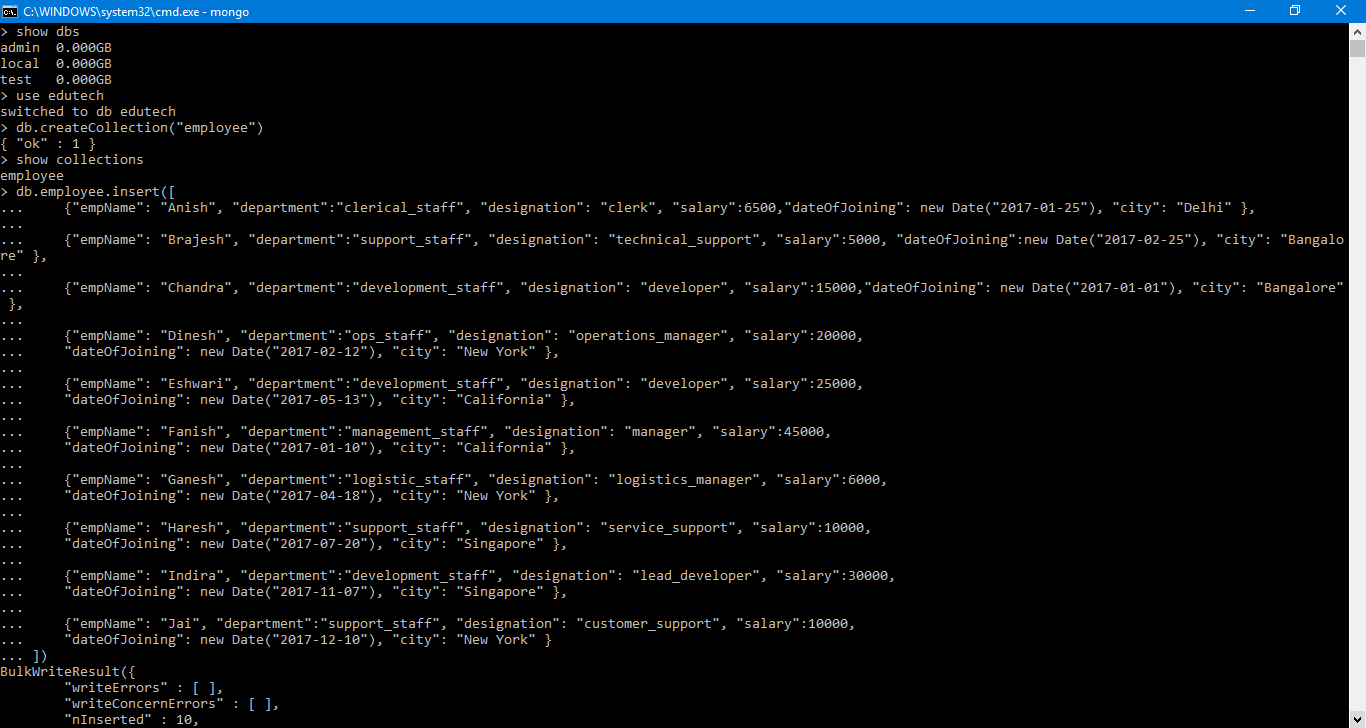 C:\WINDOWS\system32\cmd.exe - mongo
> show dbs
admin  0.000GB
local  0.000GB
test   0.000GB
> use edutech
switched to db edutech
> db.createCollection("employee")
{ "ok" : 1 }
> show collections
employee
> db.employee.insert([
...     {"empName": "Anish", "department":"clerical_staff", "designation": "clerk", "salary":6500,"dateOfJoining": new Date("2017-01-25"), "city": "Delhi" },
...
...     {"empName": "Brajesh", "department":"support_staff", "designation": "technical_support", "salary":5000, "dateOfJoining":new Date("2017-02-25"), "city": "Bangalo
re" },
...
...     {"empName": "Chandra", "department":"development_staff", "designation": "developer", "salary":15000,"dateOfJoining": new Date("2017-01-01"), "city": "Bangalore"
 },
...
...     {"empName": "Dinesh", "department":"ops_staff", "designation": "operations_manager", "salary":20000,
...     "dateOfJoining": new Date("2017-02-12"), "city": "New York" },
...
...     {"empName": "Eshwari", "department":"development_staff", "designation": "developer", "salary":25000,
...     "dateOfJoining": new Date("2017-05-13"), "city": "California" },
...
...     {"empName": "Fanish", "department":"management_staff", "designation": "manager", "salary":45000,
...     "dateOfJoining": new Date("2017-01-10"), "city": "California" },
...
...     {"empName": "Ganesh", "department":"logistic_staff", "designation": "logistics_manager", "salary":6000,
...     "dateOfJoining": new Date("2017-04-18"), "city": "New York" },
...
...     {"empName": "Haresh", "department":"support_staff", "designation": "service_support", "salary":10000,
...     "dateOfJoining": new Date("2017-07-20"), "city": "Singapore" },
...
...     {"empName": "Indira", "department":"development_staff", "designation": "lead_developer", "salary":30000,
...     "dateOfJoining": new Date("2017-11-07"), "city": "Singapore" },
...
...     {"empName": "Jai", "department":"support_staff", "designation": "customer_support", "salary":10000,
...     "dateOfJoining": new Date("2017-12-10"), "city": "New York" }
... ])
BulkWriteResult({
        "writeErrors" : [ ],
        "writeConcernErrors" : [ ],
        "nInserted" : 10,